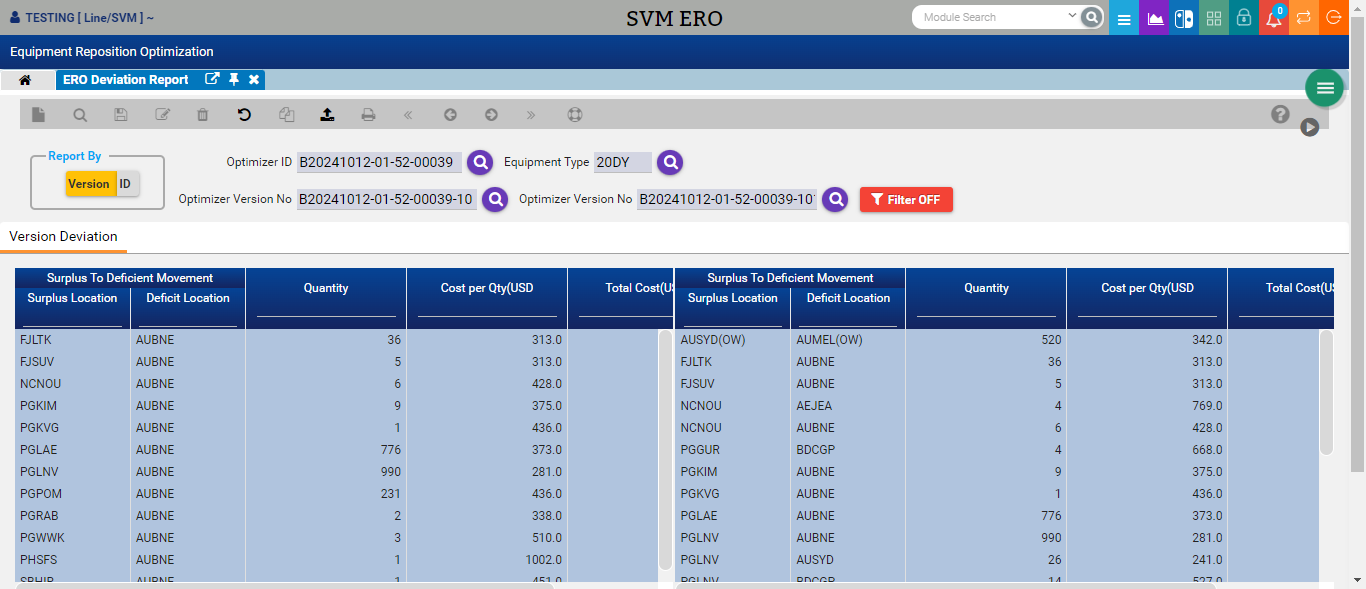 TESTING [ Line/SVM ] ~
SVM ERO
Module Search
0
Equipment Reposition Optimization
ERO Deviation Report
Report By
Version ID
Optimizer ID B20241012-01-52-00039 Equipment Type 20DY
Optimizer Version No B20241012-01-52-00039-10 Optimizer Version No B20241012-01-52-00039-10 Filter OFF
Version Deviation
Surplus To Deficient Movement Quantity Cost per Qty(USD Total Cost(US Surplus To Deficient Movement Quantity Cost per Qty(USD Total Cost(US
Surplus Location Deficit Location Surplus Location Deficit Location
FJLTK AUBNE 36 313.0 AUSYD(OW) AUMEL(OW) 520 342.0
FJSUV AUBNE 5 313.0 FJLTK AUBNE 36 313.0
NCNOU AUBNE 6 428.0 FJSUV AUBNE 5 313.0
PGKIM AUBNE 9 375.0 NCNOU AEJEA 4 769.0
PGKVG AUBNE 1 436.0 NCNOU AUBNE 6 428.0
PGLAE AUBNE 776 373.0 PGGUR BDCGP 4 668.0
PGLNV AUBNE 990 281.0 PGKIM AUBNE 9 375.0
PGPOM AUBNE 231 436.0 PGKVG AUBNE 1 436.0
PGRAB AUBNE 2 338.0 PGLAE AUBNE 776 373.0
PGWWK AUBNE 3 510.0 PGLNV AUBNE 990 281.0
PHSFS AUBNE 1 1002.0 PGLNV AUSYD 26 241.0
SBHIR AUBNE 1 451.0 PGLNV BDCGP 14 527.0